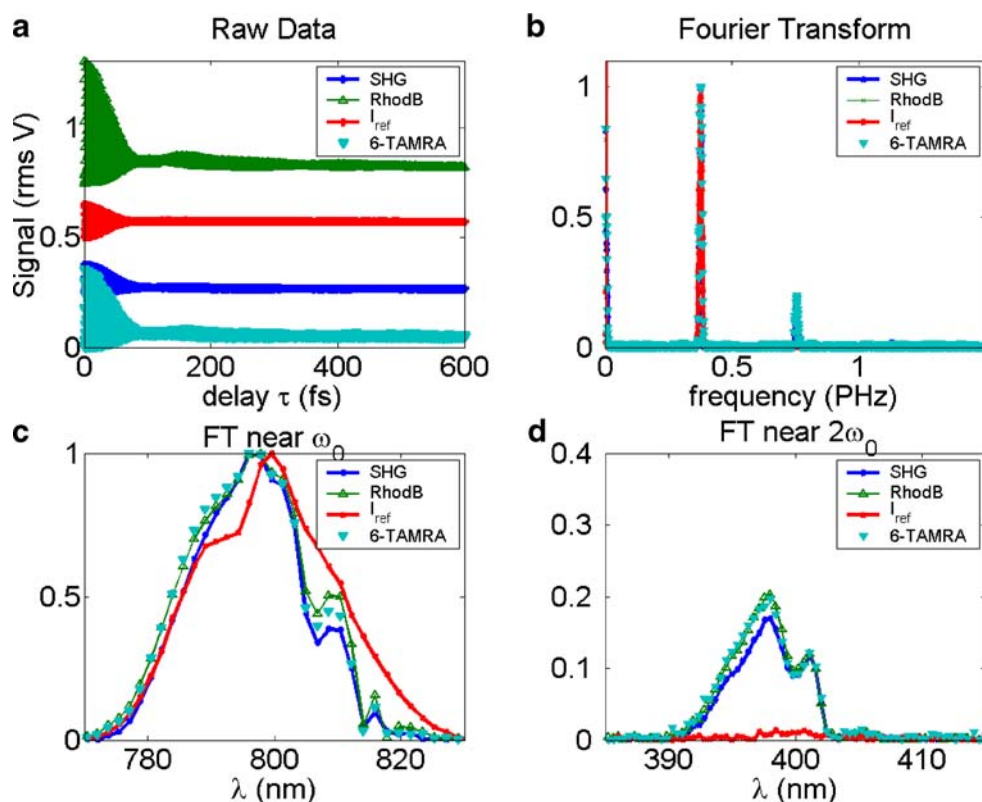 a Raw Data
Signal (rms V)
1
0.5
0
0 200 400 600
delay τ (fs)
SHG
RhodB
I_ref
6-TAMRA
b Fourier Transform
1
0.5
0
0 0.5 1
frequency (PHz)
SHG
RhodB
I_ref
6-TAMRA
c FT near ω_0
1
0.5
0
780 800 820
λ (nm)
SHG
RhodB
I_ref
6-TAMRA
d FT near 2ω_0
0.4
0.3
0.2
0.1
0
390 400 410
λ (nm)
SHG
RhodB
I_ref
6-TAMRA